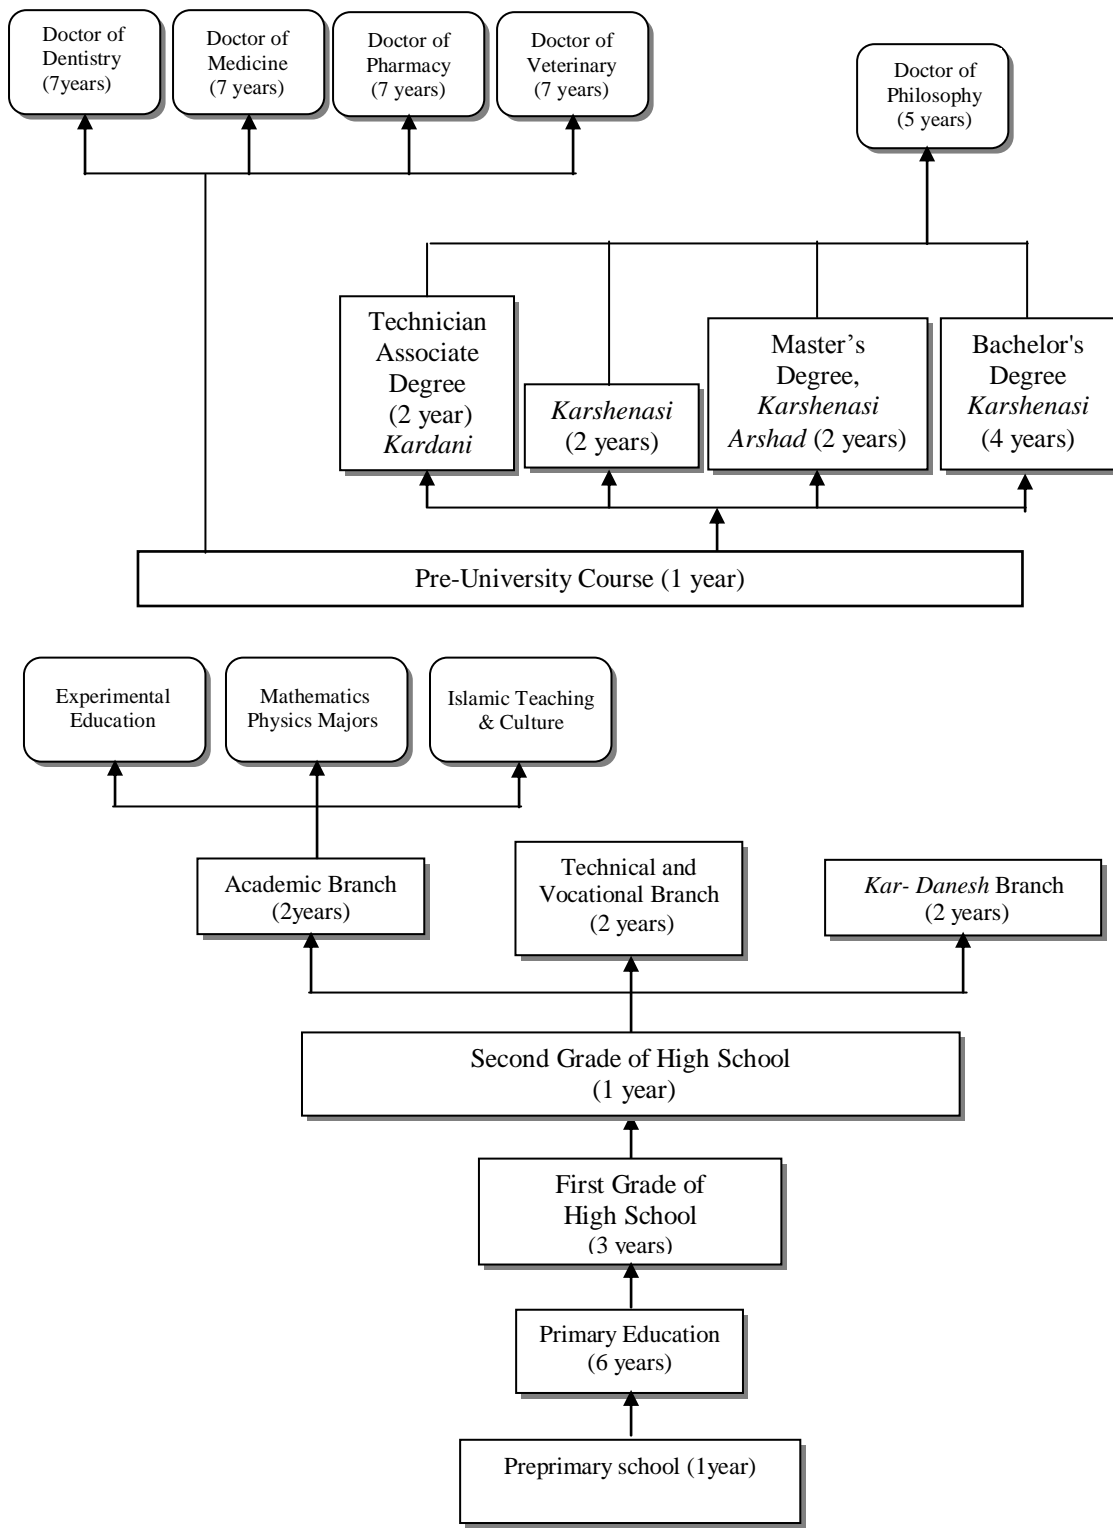 Doctor of
Dentistry
(7years)
Doctor of
Medicine
(7 years)
Doctor of
Pharmacy
(7 years)
Doctor of
Veterinary
(7 years)
Doctor of
Philosophy
(5 years)
Technician
Associate
Degree
(2 year)
Kardani
Karshenasi
(2 years)
Master’s
Degree,
Karshenasi
Arshad (2 years)
Bachelor's
Degree
Karshenasi
(4 years)
Pre-University Course (1 year)
Experimental
Education
Mathematics
Physics Majors
Islamic Teaching
& Culture
Academic Branch
(2years)
Technical and
Vocational Branch
(2 years)
Kar- Danesh Branch
(2 years)
Second Grade of High School
(1 year)
First Grade of
High School
(3 years)
Primary Education
(6 years)
Preprimary school (1year)